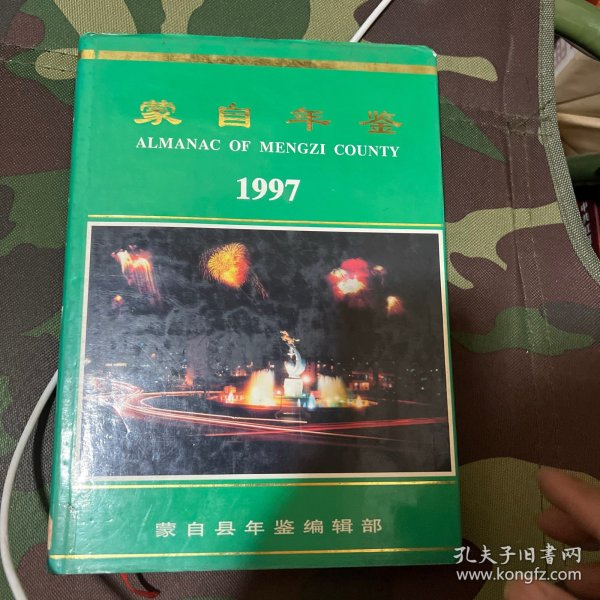 蒙自年鉴
ALMANAC OF MENGZI COUNTY
1997
蒙自县年鉴编辑部
孔夫子旧书网
www.kongfz.com